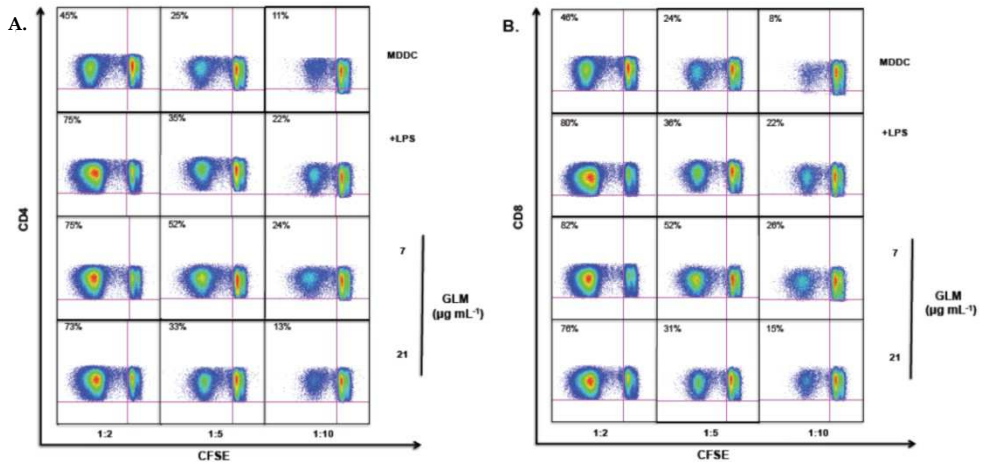 A.
45%
25%
11%
MDDC
75%
35%
22%
+LPS
75%
52%
24%
7
73%
33%
13%
21
GLM
(µg mL-1)
CD4
1:2
1:5
1:10
CFSE
B.
46%
24%
8%
MDDC
80%
36%
22%
+LPS
82%
52%
26%
7
76%
31%
15%
21
GLM
(µg mL-1)
CD8
1:2
1:5
1:10
CFSE